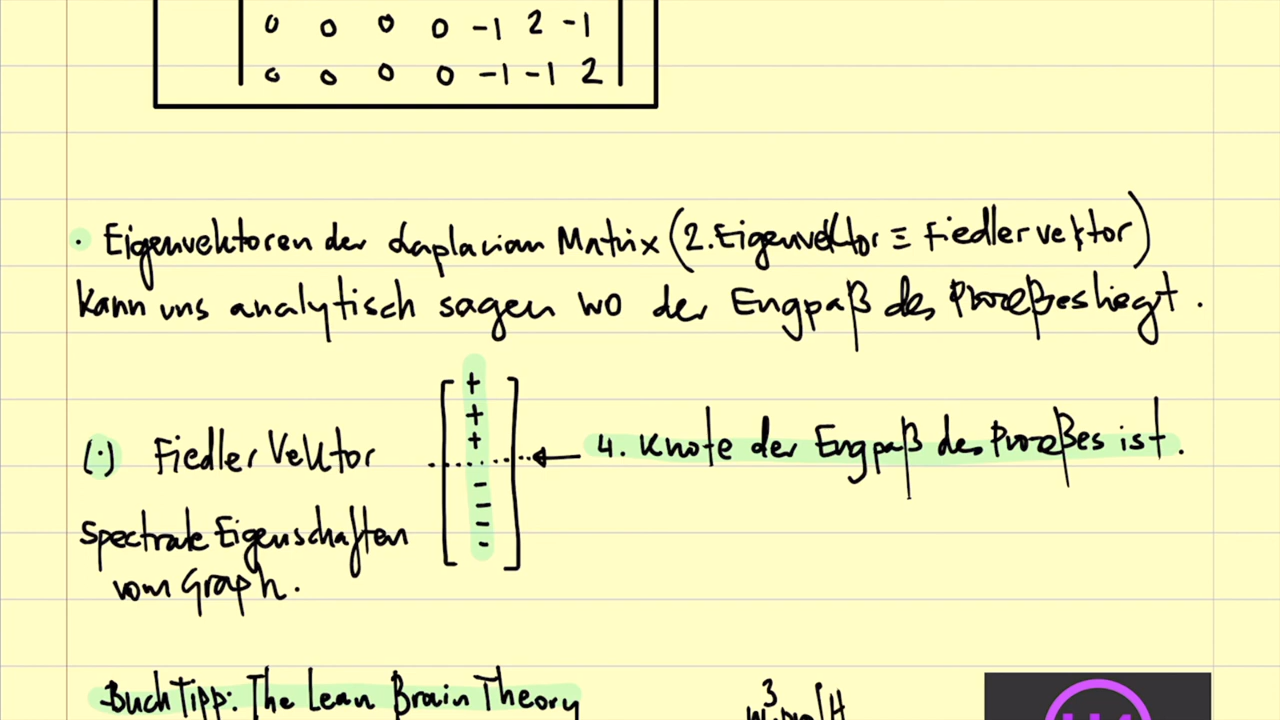 0 0 0 0 -1 2 -1
0 0 0 0 -1 -1 2
• Eigenvektoren der Laplacian Matrix (2. Eigenvektor ≡ Fiedler vektor)
kann uns analytisch sagen wo der Engpaß des Prozeßes liegt.
(·) Fiedler Vektor
[+ + + - - - -]
← 4. Knote der Engpaß des Prozeßes ist.
Spectrale Eigenschaften
vom Graph.
Buch Tipp: The Lean Brain Theory